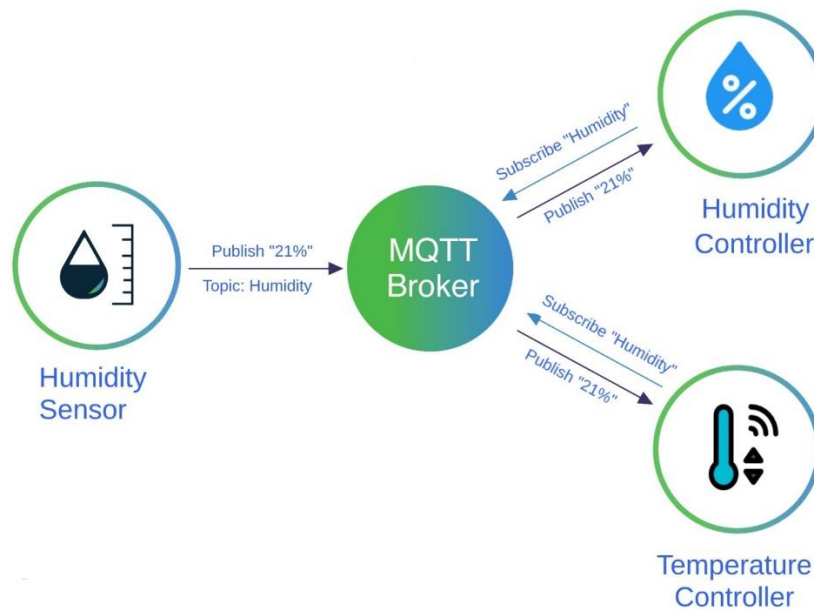 Humidity
Sensor
Publish "21%"
Topic: Humidity
MQTT
Broker
Subscribe "Humidity"
Publish "21%"
%
Humidity
Controller
Subscribe "Humidity"
Publish "21%"
Temperature
Controller